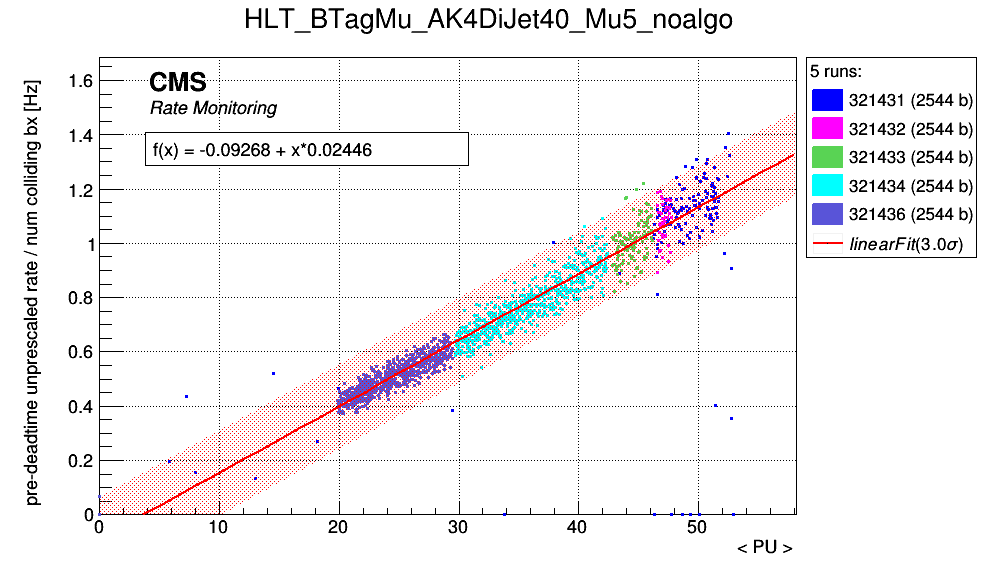 HLT_BTagMu_AK4DiJet40_Mu5_noalgo
pre-deadtime unprescaled rate / num colliding bx [Hz]
1.6
1.4
1.2
1
0.8
0.6
0.4
0.2
0
CMS
Rate Monitoring
f(x) = -0.09268 + x*0.02446
0 10 20 30 40 50
< PU >
5 runs:
321431 (2544 b)
321432 (2544 b)
321433 (2544 b)
321434 (2544 b)
321436 (2544 b)
linearFit(3.0σ)